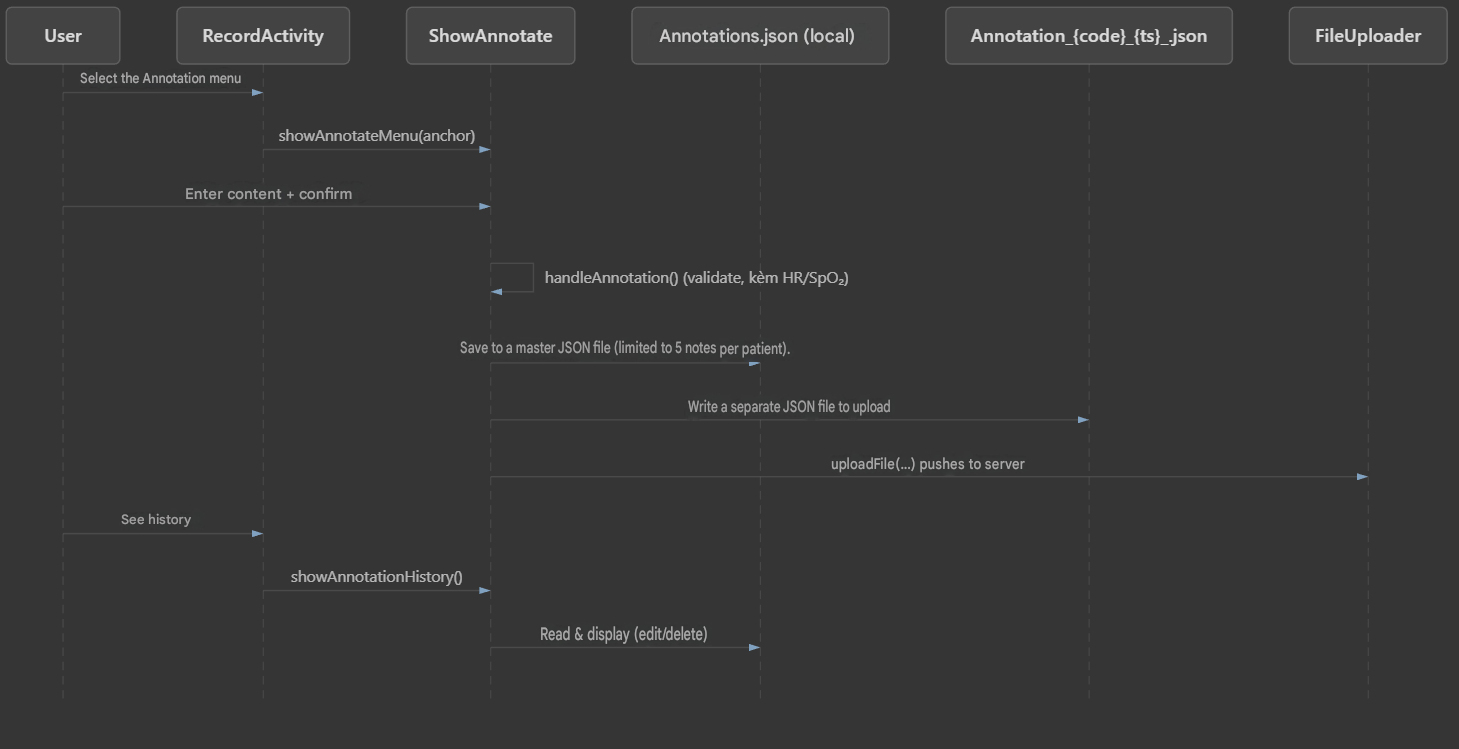 User
RecordActivity
ShowAnnotate
Annotations.json (local)
Annotation_{code}_{ts}_.json
FileUploader
Select the Annotation menu
showAnnotateMenu(anchor)
Enter content + confirm
handleAnnotation() (validate, kèm HR/SpO₂)
Save to a master JSON file (limited to 5 notes per patient).
Write a separate JSON file to upload
uploadFile(...) pushes to server
See history
showAnnotationHistory()
Read & display (edit/delete)